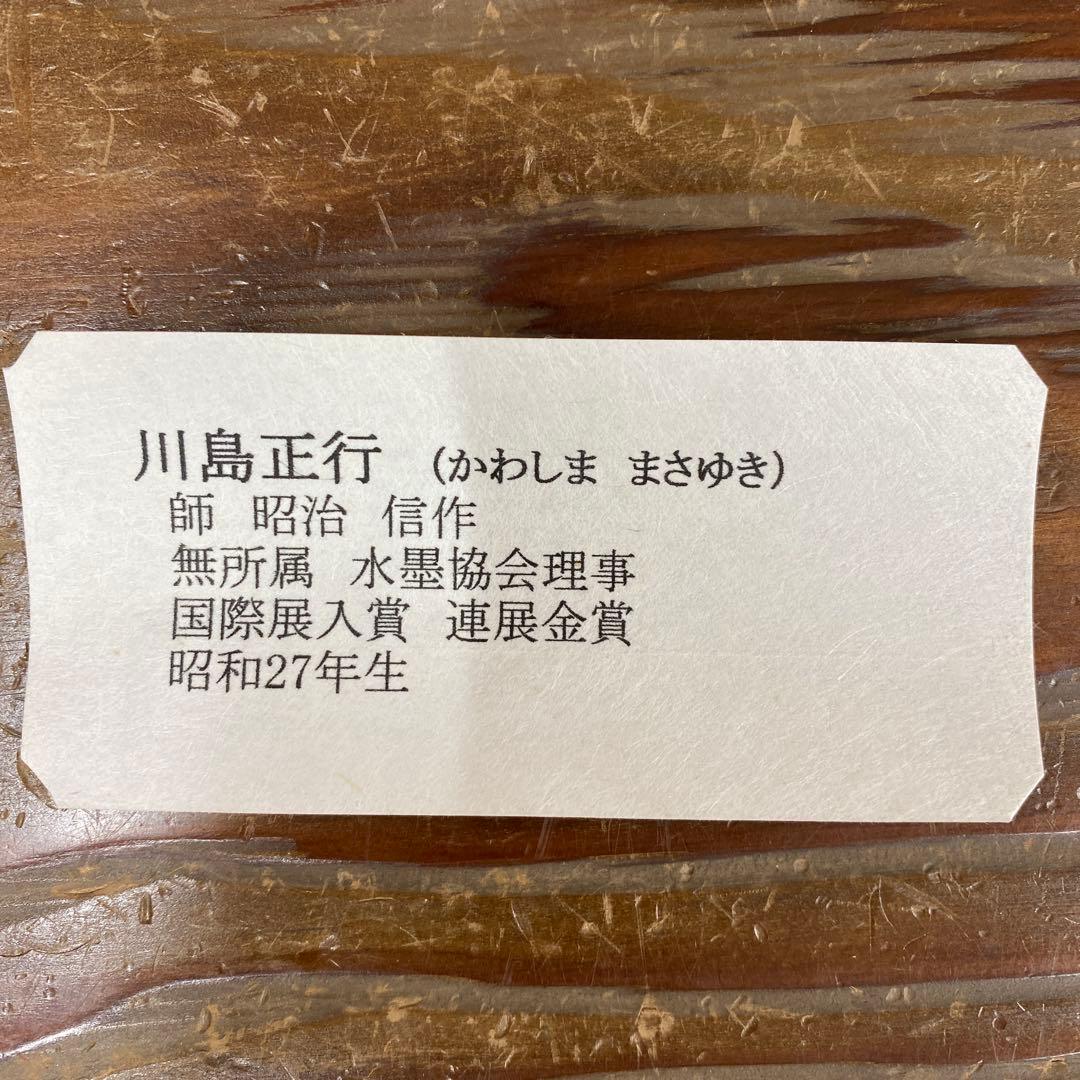 川島正行 （かわしま まさゆき）
師 昭治 信作
無所属 水墨協会理事
国際展入賞 連展金賞
昭和27年生